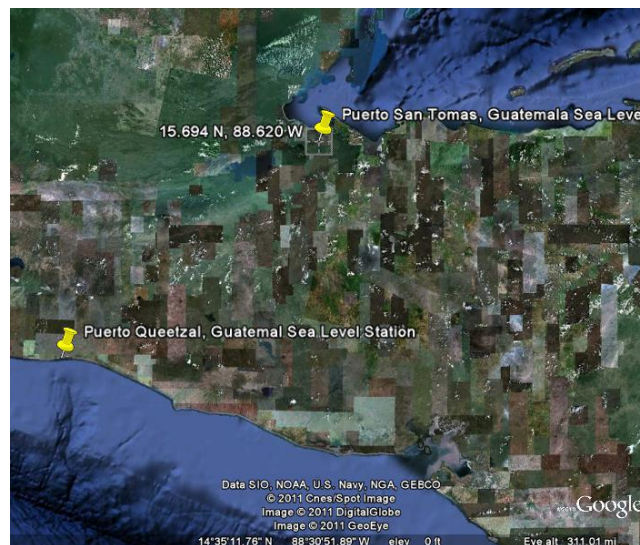 Puerto San Tomas, Guatemala Sea Leve
15.694 N, 88.620 W
Puerto Queetzal, Guatemal Sea Level Station
Data SIO, NOAA, U.S. Navy, NGA, GEBCO
© 2011 Cnes/Spot Image
Image © 2011 DigitalGlobe
Image © 2011 GeoEye
Google
14°35'11.76" N 88°30'51.89" W elev 0 ft Eye alt 311.01 mi